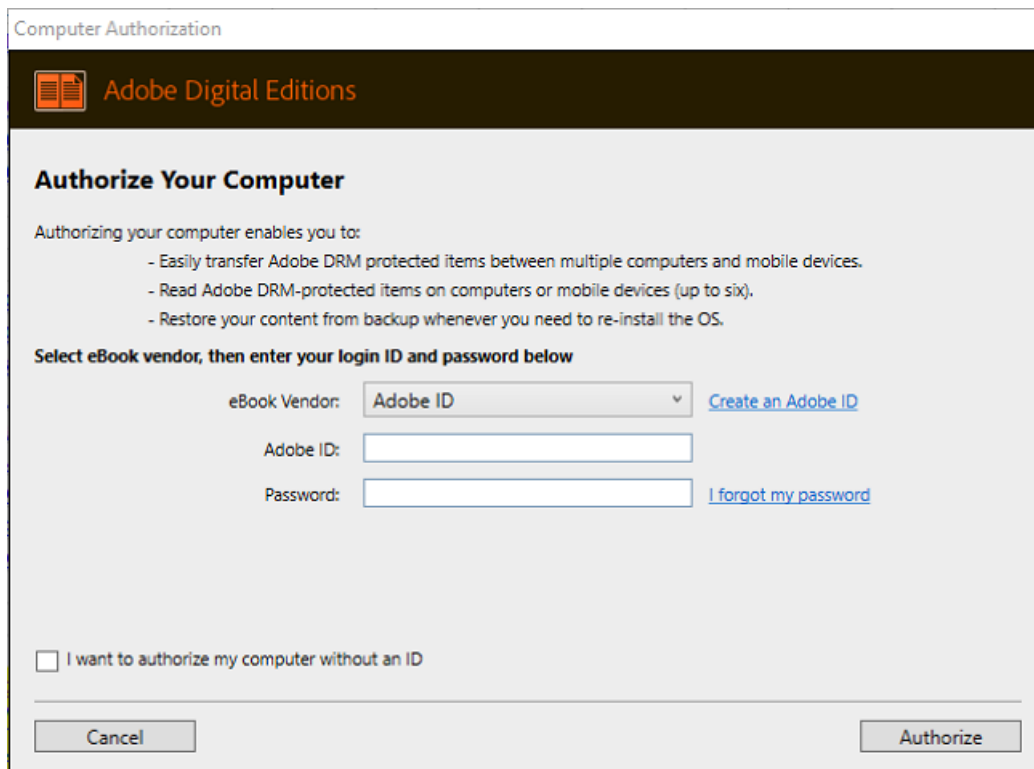 Computer Authorization
Adobe Digital Editions
Authorize Your Computer
Authorizing your computer enables you to:
- Easily transfer Adobe DRM protected items between multiple computers and mobile devices.
- Read Adobe DRM-protected items on computers or mobile devices (up to six).
- Restore your content from backup whenever you need to re-install the OS.
Select eBook vendor, then enter your login ID and password below
eBook Vendor: Adobe ID Create an Adobe ID
Adobe ID:
Password: I forgot my password
I want to authorize my computer without an ID
Cancel Authorize